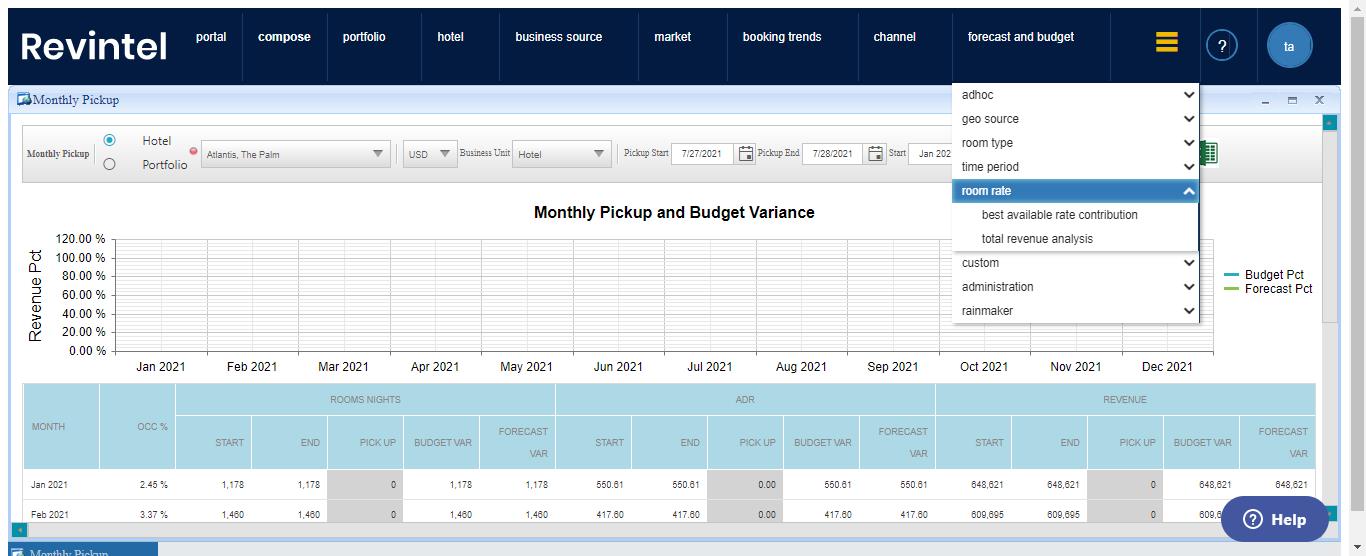 Revintel
portal compose portfolio hotel business source market booking trends channel forecast and budget ? ta
Monthly Pickup
adhoc
geo source
room type
time period
room rate
best available rate contribution
total revenue analysis
custom
administration
rainmaker
Monthly Pickup Hotel Portfolio Atlantis, The Palm USD Business Unit Hotel Pickup Start 7/27/2021 Pickup End 7/28/2021 Start Jan 202
Monthly Pickup and Budget Variance
Revenue Pct
120.00 %
100.00 %
80.00 %
60.00 %
40.00 %
20.00 %
0.00 %
Jan 2021 Feb 2021 Mar 2021 Apr 2021 May 2021 Jun 2021 Jul 2021 Aug 2021 Sep 2021 Oct 2021 Nov 2021 Dec 2021
Budget Pct
Forecast Pct
ROOMS NIGHTS ADR REVENUE
MONTH OCC % START END PICK UP BUDGET VAR FORECAST VAR START END PICK UP BUDGET VAR FORECAST VAR START END PICK UP BUDGET VAR FORECAST VAR
Jan 2021 2.45 % 1,178 1,178 0 1,178 1,178 550.61 550.61 0.00 550.61 550.61 648,621 648,621 0 648,621 648,621
Feb 2021 3.37 % 1,460 1,460 0 1,460 1,460 417.60 417.60 0.00 417.60 417.60 609,695 609,695 0 609,6
? Help
Monthly Pickup